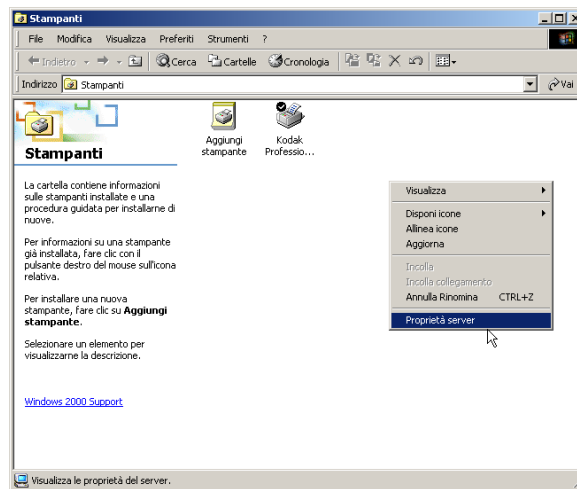 Stampanti
File Modifica Visualizza Preferiti Strumenti ?
Indietro Cerca Cartelle Cronologia
Indirizzo Stampanti Vai
Stampanti
La cartella contiene informazioni
sulle stampanti installate e una
procedura guidata per installarne di
nuove.
Per informazioni su una stampante
già installata, fare clic con il
pulsante destro del mouse sull'icona
relativa.
Per installare una nuova
stampante, fare clic su Aggiungi
stampante.
Selezionare un elemento per
visualizzarne la descrizione.
Windows 2000 Support
Aggiungi
stampante
Kodak
Professio...
Visualizza
Disponi icone
Allinea icone
Aggiorna
Incolla
Incolla collegamento
Annulla Rinomina CTRL+Z
Proprietà server
Visualizza le proprietà del server.